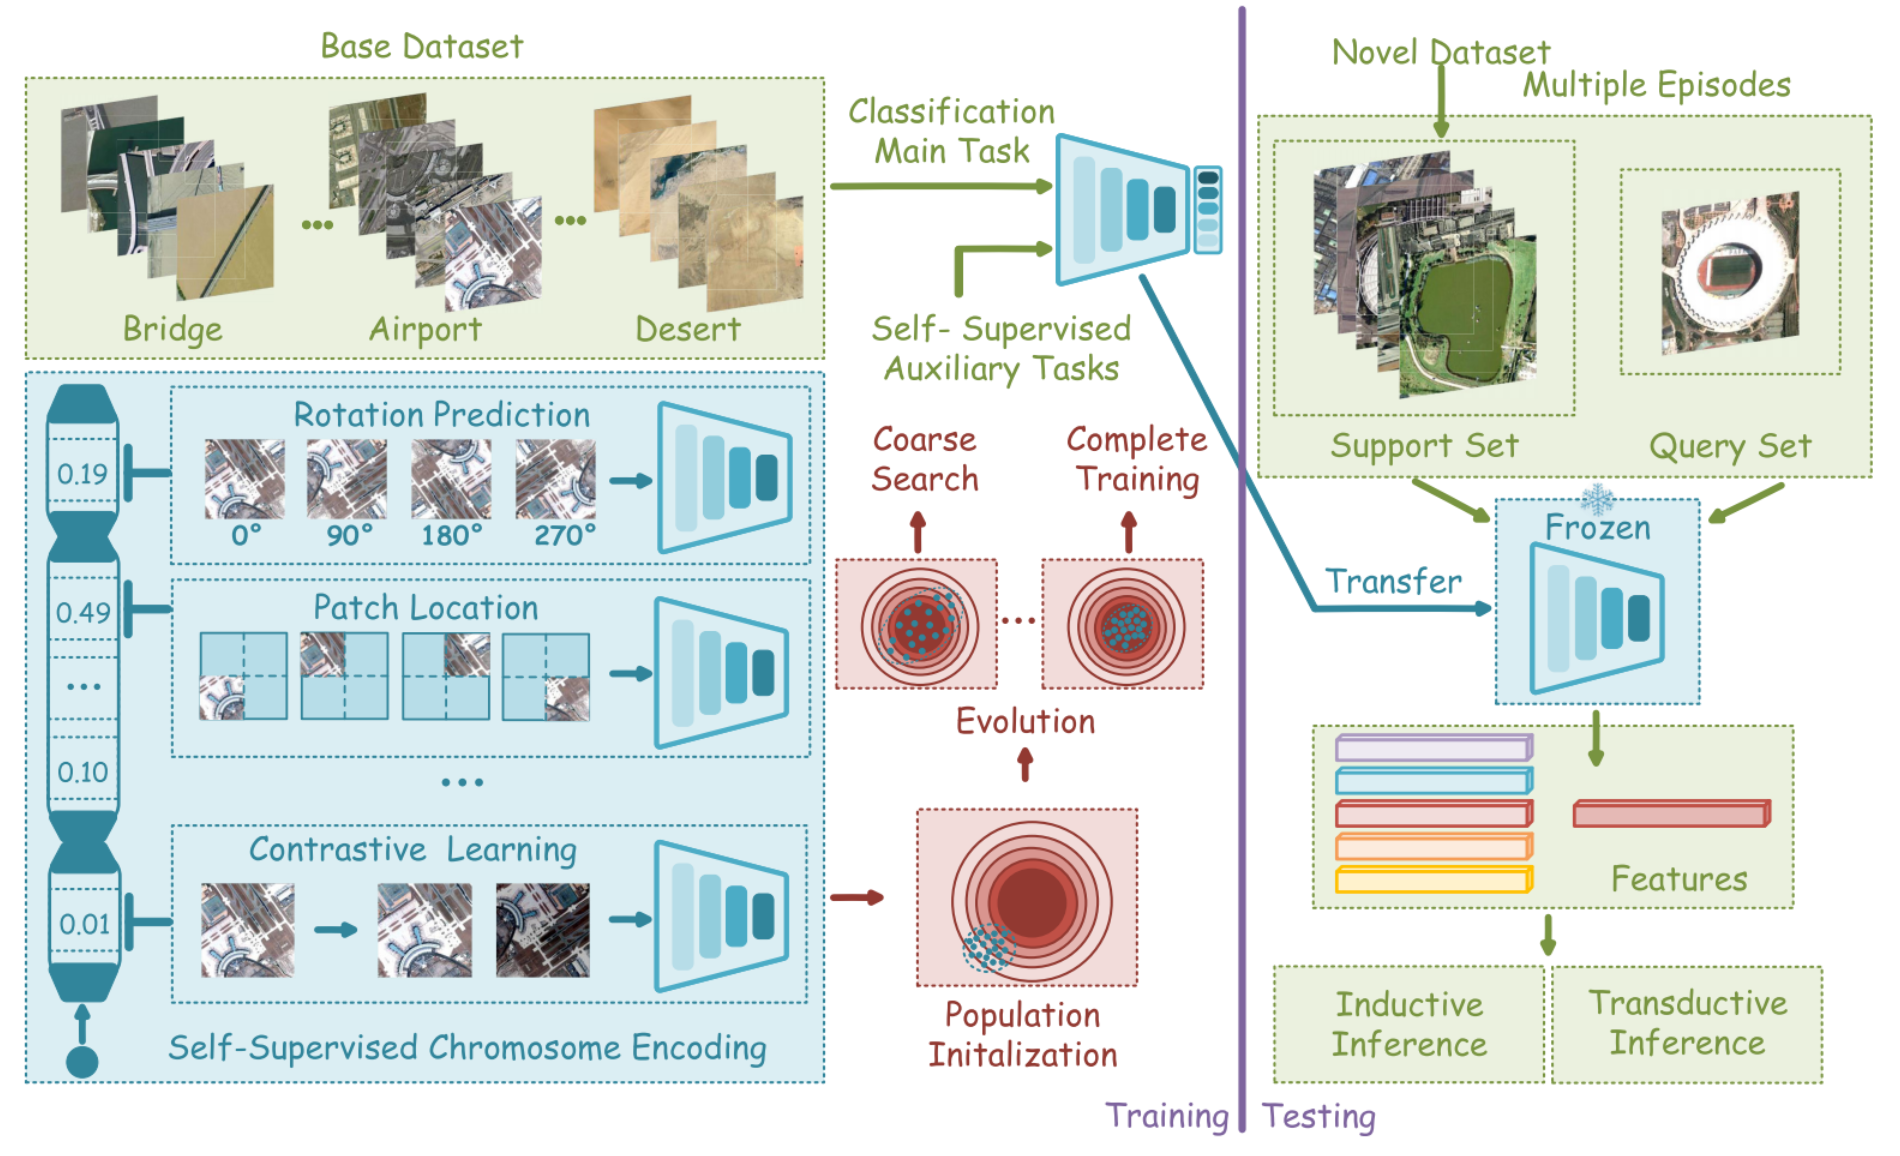 Base Dataset
Bridge
Airport
Desert
Classification
Main Task
Self- Supervised
Auxiliary Tasks
0.19
0.49
...
0.10
0.01
Rotation Prediction
0° 90° 180° 270°
Patch Location
...
Contrastive Learning
Self-Supervised Chromosome Encoding
Coarse
Search
Complete
Training
...
Evolution
Population
Initalization
Training
Novel Dataset
Multiple Episodes
Support Set
Query Set
Frozen
Transfer
Features
Inductive
Inference
Transductive
Inference
Testing